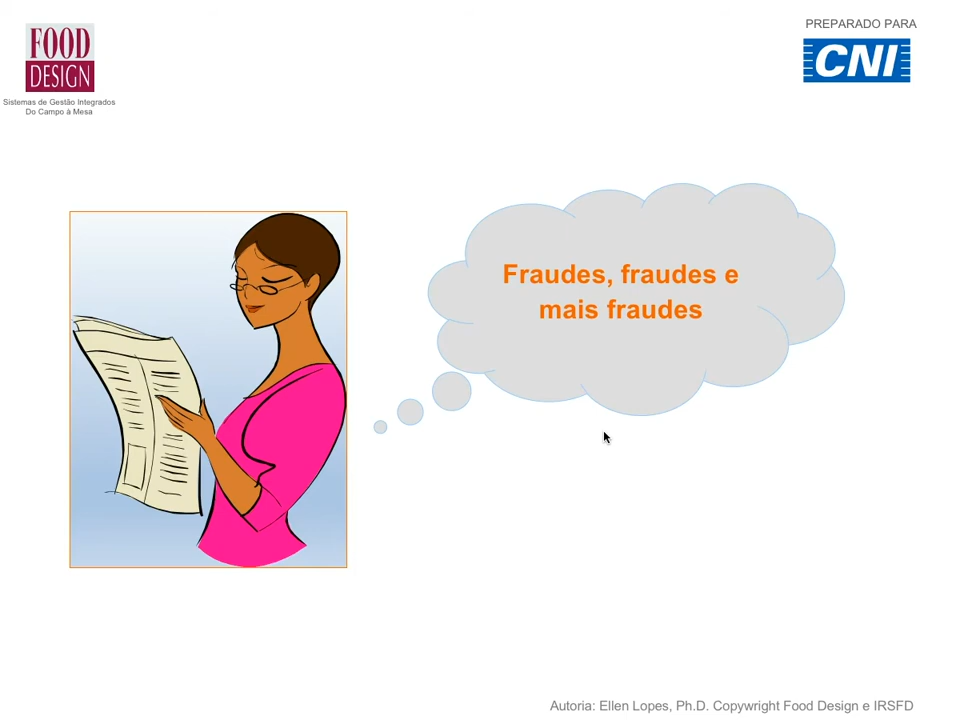 FOOD
DESIGN
Sistemas de Gestão Integrados
Do Campo à Mesa
PREPARADO PARA
CNI
Fraudes, fraudes e
mais fraudes
Autoria: Ellen Lopes, Ph.D. Copywright Food Design e IRSFD